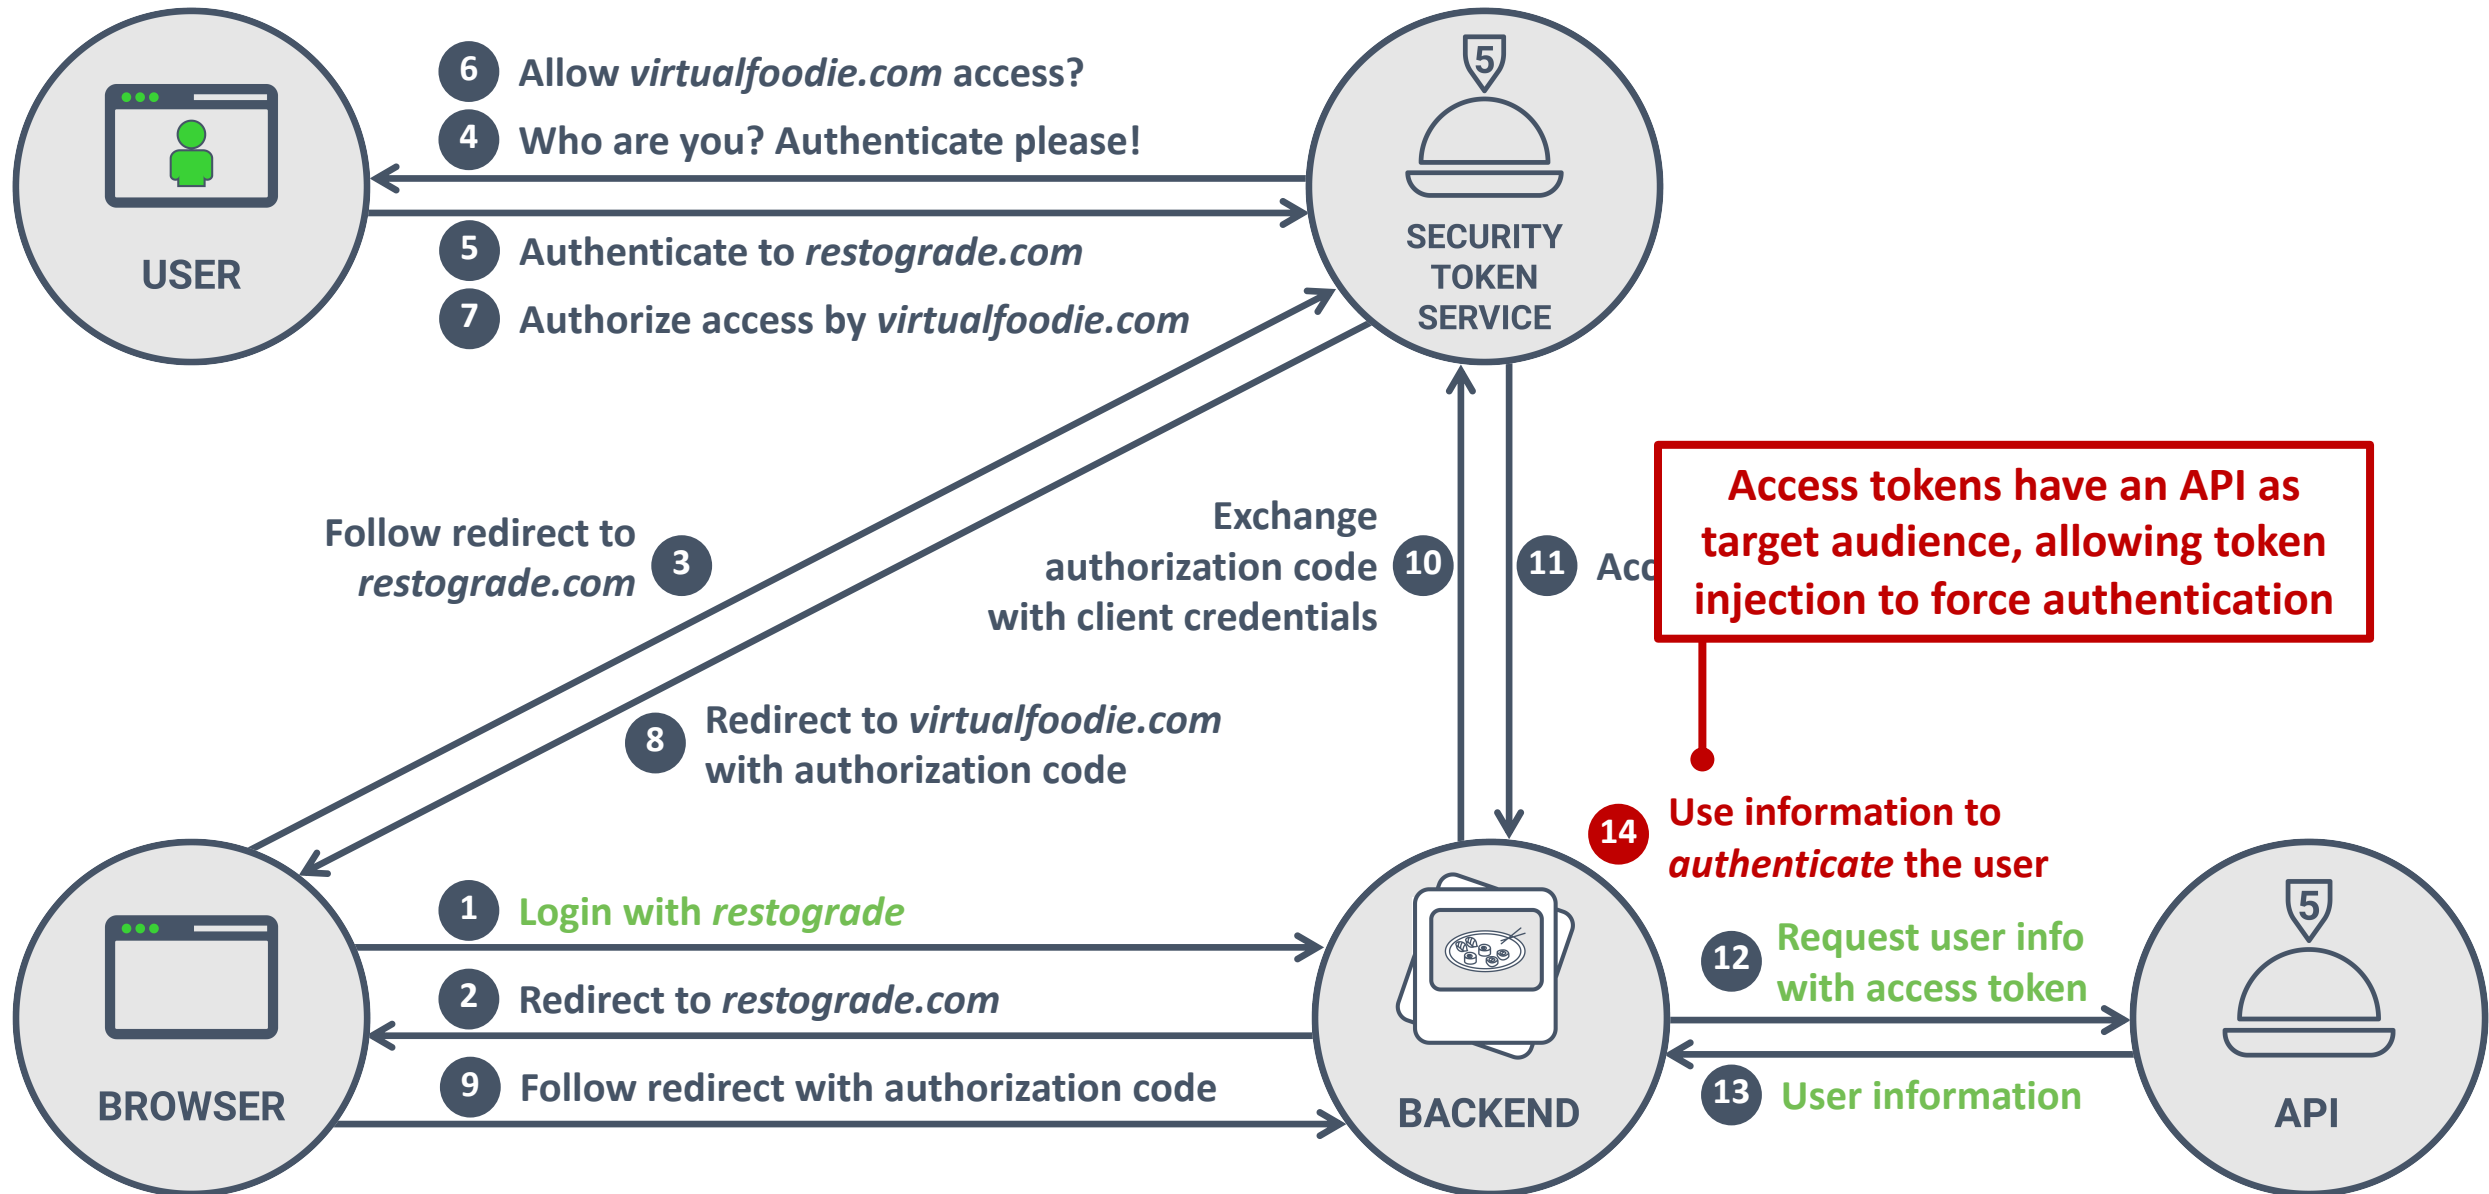 6 Allow virtualfoodie.com access?
4 Who are you? Authenticate please!
5 Authenticate to restograde.com
7 Authorize access by virtualfoodie.com
USER
5
SECURITY
TOKEN
SERVICE
Follow redirect to
restograde.com
3
8
Redirect to virtualfoodie.com
with authorization code
Exchange
authorization code
with client credentials
10
11
Access tokens have an API as
target audience, allowing token
injection to force authentication
14
Use information to
authenticate the user
1 Login with restograde
2 Redirect to restograde.com
9 Follow redirect with authorization code
BROWSER
BACKEND
12
Request user info
with access token
13 User information
5
API